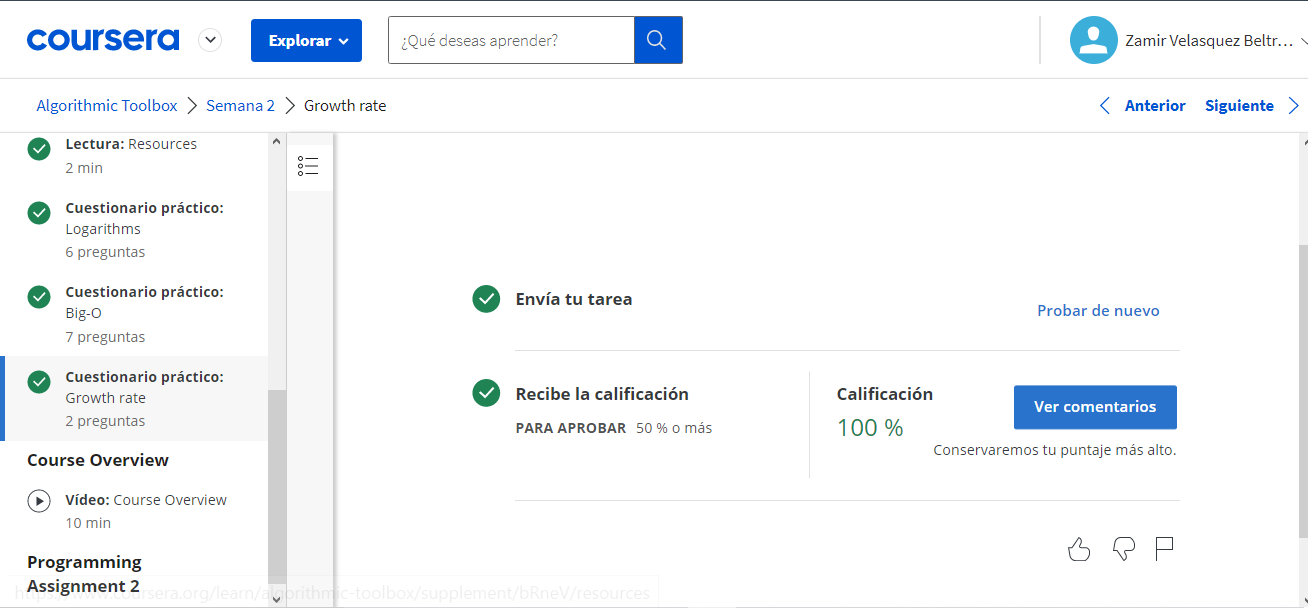 coursera
Explorar
¿Qué deseas aprender?
Zamir Velasquez Beltr...
Algorithmic Toolbox
Semana 2
Growth rate
Anterior
Siguiente
Lectura: Resources
2 min
Cuestionario práctico:
Logarithms
6 preguntas
Cuestionario práctico:
Big-O
7 preguntas
Cuestionario práctico:
Growth rate
2 preguntas
Course Overview
Vídeo: Course Overview
10 min
Programming
Assignment 2
https://www.coursera.org/learn/algorithmic-toolbox/supplement/bRneV/resources
Envía tu tarea
Probar de nuevo
Recibe la calificación
PARA APROBAR 50 % o más
Calificación
100 %
Ver comentarios
Conservaremos tu puntaje más alto.